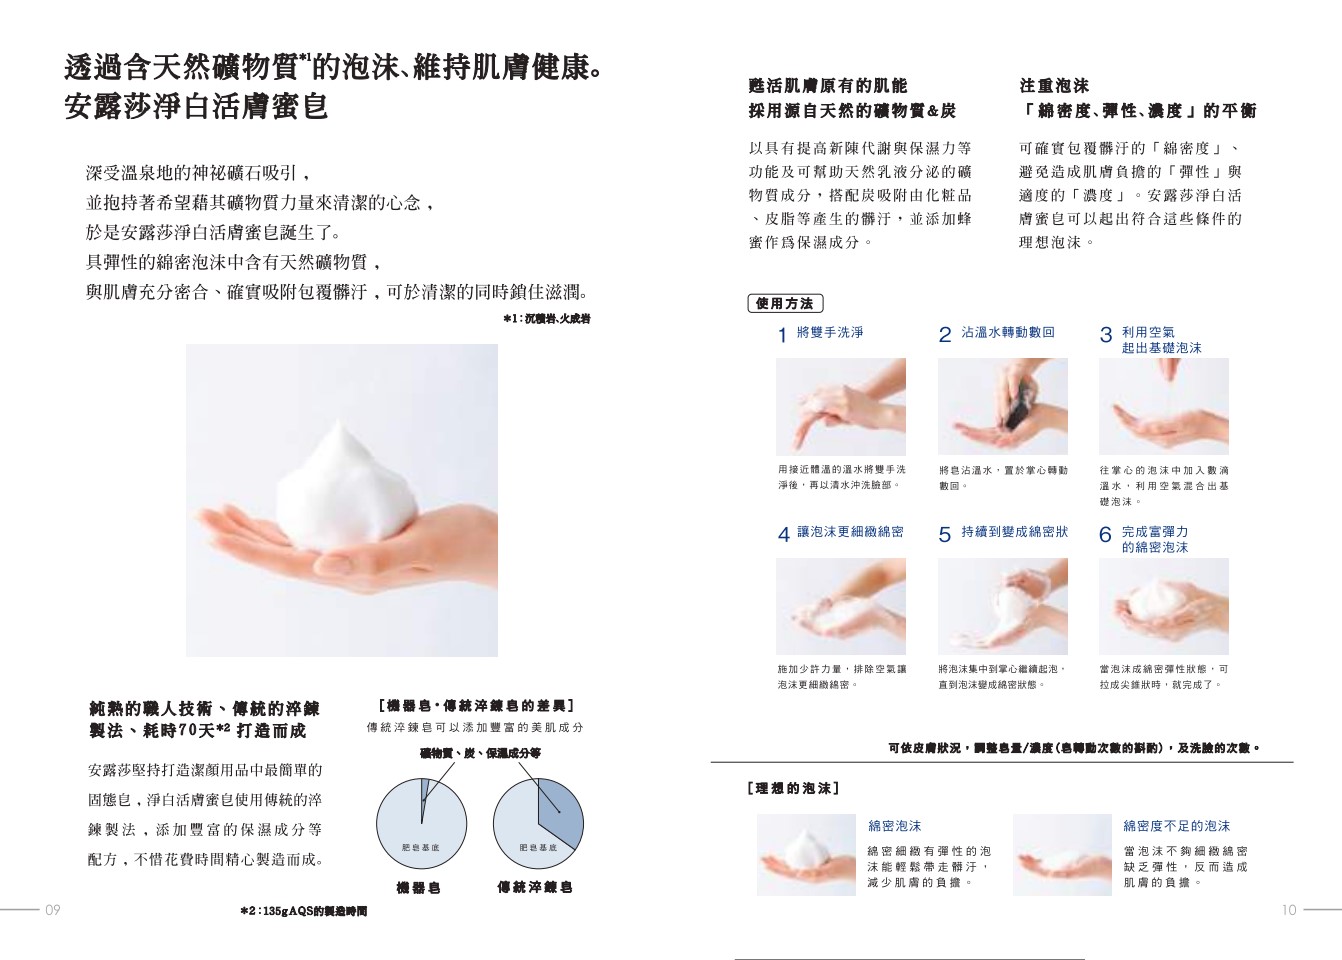 透過含天然礦物質*1的泡沫、維持肌膚健康。
安露莎淨白活膚蜜皂
深受溫泉地的神祕礦石吸引，
並抱持著希望藉其礦物質力量來清潔的心念，
於是安露莎淨白活膚蜜皂誕生了。
具彈性的綿密泡沫中含有天然礦物質，
與肌膚充分密合、確實吸附包覆髒汙，可於清潔的同時鎖住滋潤。
*1：沉積岩、火成岩
純熟的職人技術、傳統的淬鍊
製法、耗時70天*2 打造而成
安露莎堅持打造潔顏用品中最簡單的
固態皂，淨白活膚蜜皂使用傳統的淬
鍊製法，添加豐富的保濕成分等
配方，不惜花費時間精心製造而成。
[機器皂・傳統淬鍊皂的差異]
傳統淬鍊皂可以添加豐富的美肌成分
礦物質、炭、保濕成分等
肥皂基底
肥皂基底
機器皂
傳統淬鍊皂
*2：135gAQS的製造時間
09
甦活肌膚原有的肌能
採用源自天然的礦物質&炭
以具有提高新陳代謝與保濕力等
功能及可幫助天然乳液分泌的礦
物質成分，搭配炭吸附由化粧品
、皮脂等產生的髒汙，並添加蜂
蜜作為保濕成分。
注重泡沫
「綿密度、彈性、濃度」的平衡
可確實包覆髒汙的「綿密度」、
避免造成肌膚負擔的「彈性」與
適度的「濃度」。安露莎淨白活
膚蜜皂可以起出符合這些條件的
理想泡沫。
使用方法
1 將雙手洗淨
用接近體溫的溫水將雙手洗
淨後，再以清水沖洗臉部。
2 沾溫水轉動數回
將皂沾溫水，置於掌心轉動
數回。
3 利用空氣
起出基礎泡沫
往掌心的泡沫中加入數滴
溫水，利用空氣混合出基
礎泡沫。
4 讓泡沫更細緻綿密
施加少許力量，排除空氣讓
泡沫更細緻綿密。
5 持續到變成綿密狀
將泡沫集中到掌心繼續起泡，
直到泡沫變成綿密狀態。
6 完成富彈力
的綿密泡沫
當泡沫成綿密彈性狀態，可
拉成尖錐狀時，就完成了。
可依皮膚狀況，調整皂量/濃度(皂轉動次數的斟酌)，及洗臉的次數。
[理想的泡沫]
綿密泡沫
綿密細緻有彈性的泡
沫能輕鬆帶走髒汙，
減少肌膚的負擔。
綿密度不足的泡沫
當泡沫不夠細緻綿密
缺乏彈性，反而造成
肌膚的負擔。
10